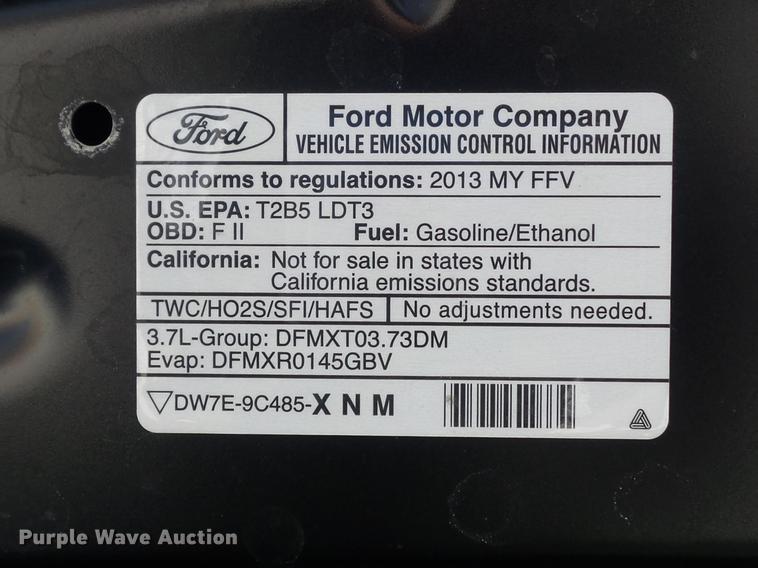 Ford
Ford Motor Company
VEHICLE EMISSION CONTROL INFORMATION
Conforms to regulations: 2013 MY FFV
U.S. EPA: T2B5 LDT3
OBD: F II Fuel: Gasoline/Ethanol
California: Not for sale in states with
California emissions standards.
TWC/HO2S/SFI/HAFS No adjustments needed.
3.7L-Group: DFMXT03.73DM
Evap: DFMXR0145GBV
▽DW7E-9C485-X N M
Purple Wave Auction